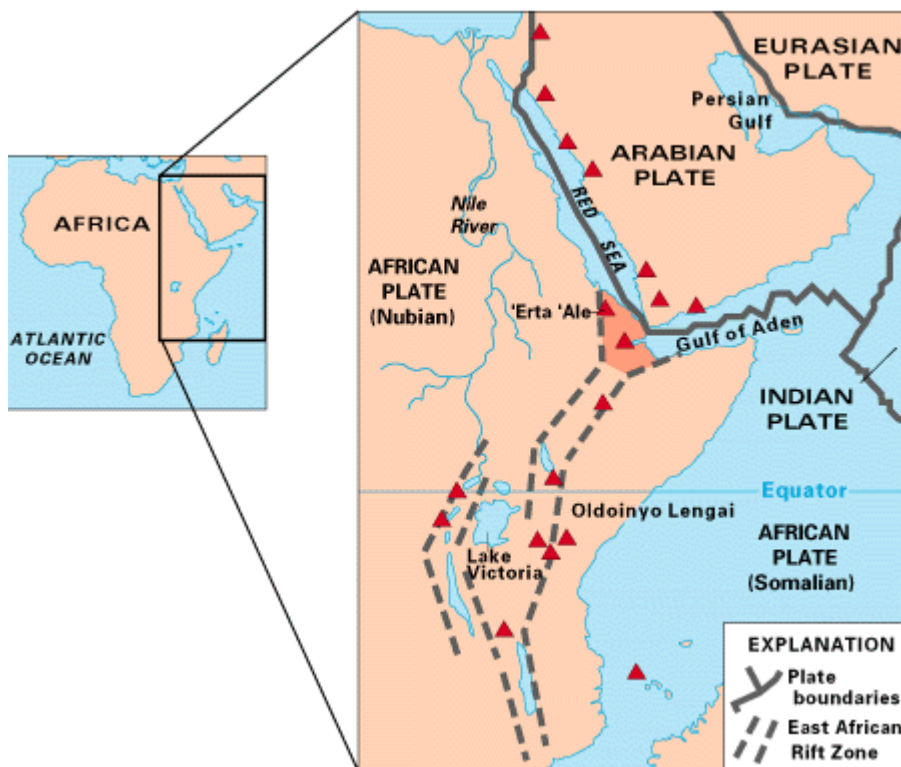 AFRICA
ATLANTIC
OCEAN
EURASIAN
PLATE
Persian
Gulf
ARABIAN
PLATE
RED
SEA
Nile
River
AFRICAN
PLATE
(Nubian)
'Erta 'Ale
Gulf of Aden
INDIAN
PLATE
Equator
Oldoinyo Lengai
Lake
Victoria
AFRICAN
PLATE
(Somalian)
EXPLANATION
Plate
boundaries
East African
Rift Zone